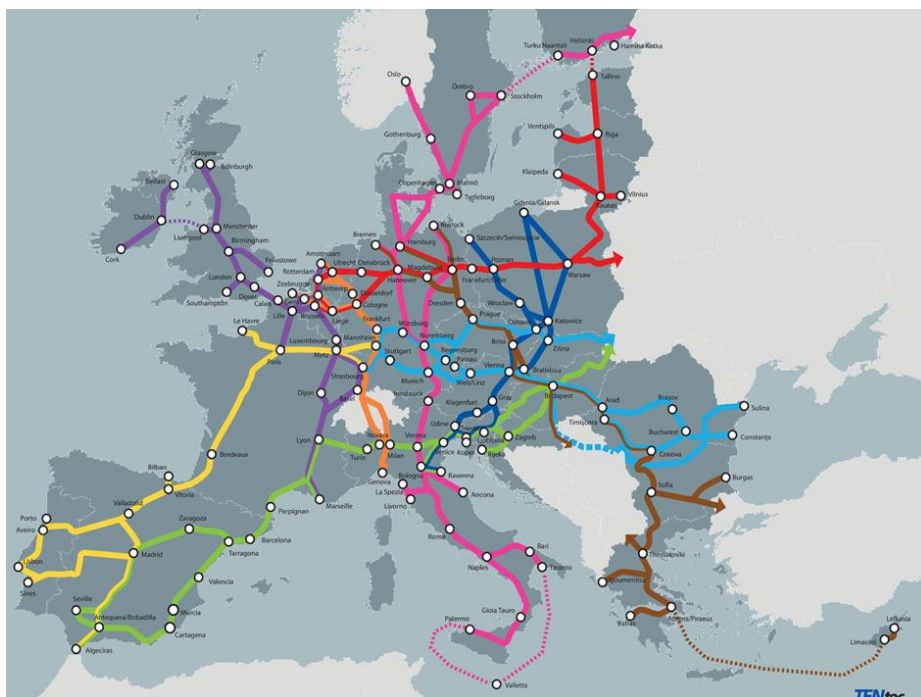 Oslo
Örebro
Stockholm
Turku Naantali
Helsinki
Hamina Kotka
Tallinn
Gothenburg
Ventspils
Riga
Klaipeda
Vilnius
Kaunas
Glasgow
Edinburgh
Belfast
Dublin
Cork
Liverpool
Manchester
Birmingham
Felixstowe
London
Southampton
Dover
Calais
Copenhagen
Malmö
Trelleborg
Gdynia/Gdańsk
Rostock
Szczecin/Swinoujscie
Hamburg
Bremen
Amsterdam
Rotterdam
Utrecht
Osnabrück
Hannover
Magdeburg
Berlin
Frankfurt/Oder
Poznan
Warsaw
Zeebrugge
Gent
Antwerp
Düsseldorf
Cologne
Liege
Lille
Dresden
Wroclaw
Katowice
Ostrava
Prague
Le Havre
Paris
Luxembourg
Metz
Mannheim
Frankfurt
Würzburg
Nuremberg
Stuttgart
Regensburg
Passau
Brno
Zilina
Strasbourg
Munich
Wels/Linz
Vienna
Bratislava
Dijon
Basel
Innsbruck
Klagenfurt
Graz
Budapest
Arad
Timişoara
Braşov
Sulina
Bucharest
Constanţa
Craiova
Lyon
Turin
Novara
Milan
Verona
Udine
Venice
Koper
Ljubljana
Rijeka
Zagreb
Genova
La Spezia
Livorno
Bologna
Ravenna
Ancona
Bordeaux
Marseille
Perpignan
Bilbao
Vitoria
Valladolid
Porto
Aveiro
Lisbon
Sines
Madrid
Zaragoza
Barcelona
Tarragona
Valencia
Seville
Antequera/Bobadilla
Murcia
Cartagena
Algeciras
Rome
Naples
Bari
Taranto
Gioia Tauro
Palermo
Valletta
Sofia
Burgas
Thessalpniki
Igoumenitsa
Patras
Athens/Piraeus
Lefkosia
Limassol
TENtec